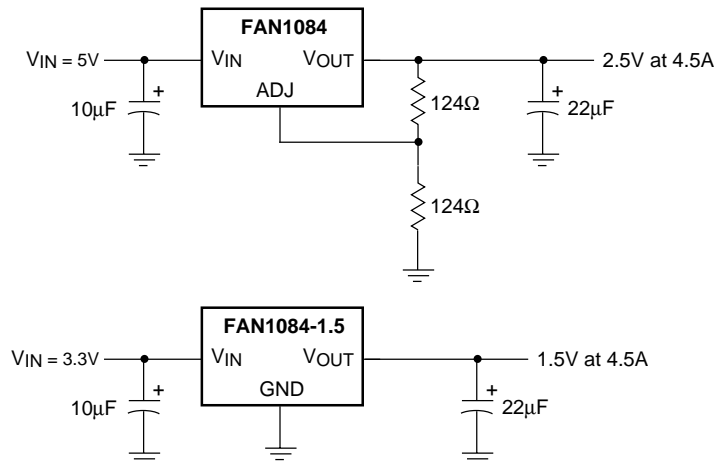 FAN1084
VIN = 5V
VIN
VOUT
2.5V at 4.5A
ADJ
+
10μF
124Ω
+
22μF
124Ω
FAN1084-1.5
VIN = 3.3V
VIN
VOUT
1.5V at 4.5A
GND
+
10μF
+
22μF